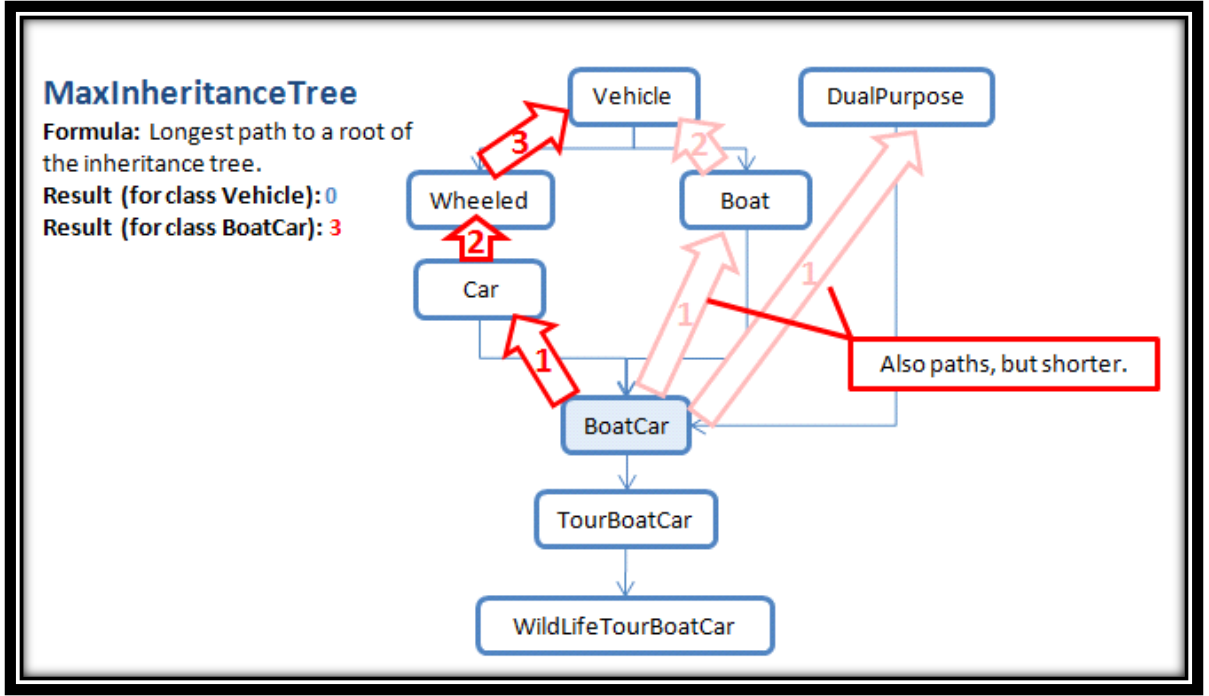 MaxInheritanceTree
Formula: Longest path to a root of
the inheritance tree.
Result (for class Vehicle): 0
Result (for class BoatCar): 3
Vehicle
DualPurpose
3
2
Wheeled
Boat
2
1
Car
1
1
Also paths, but shorter.
BoatCar
TourBoatCar
WildLifeTourBoatCar